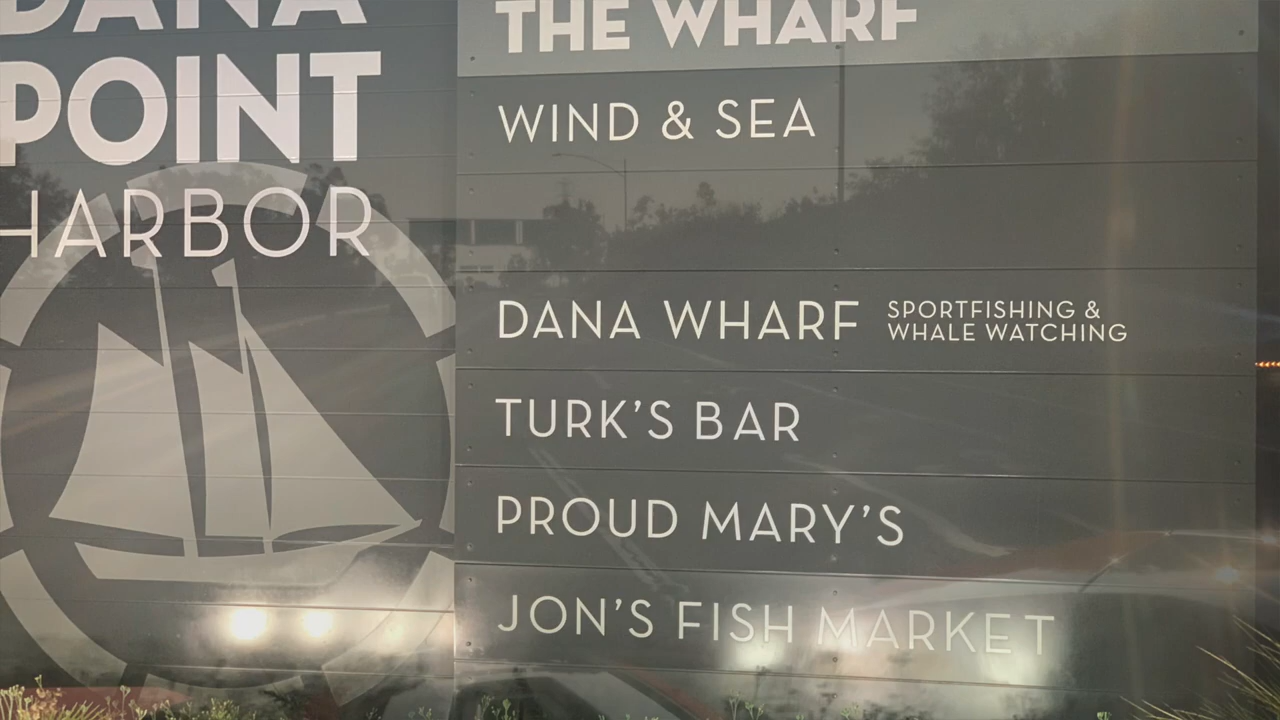 DANA
POINT
HARBOR
THE WHARF
WIND & SEA
DANA WHARF SPORTFISHING &
WHALE WATCHING
TURK'S BAR
PROUD MARY'S
JON'S FISH MARKET